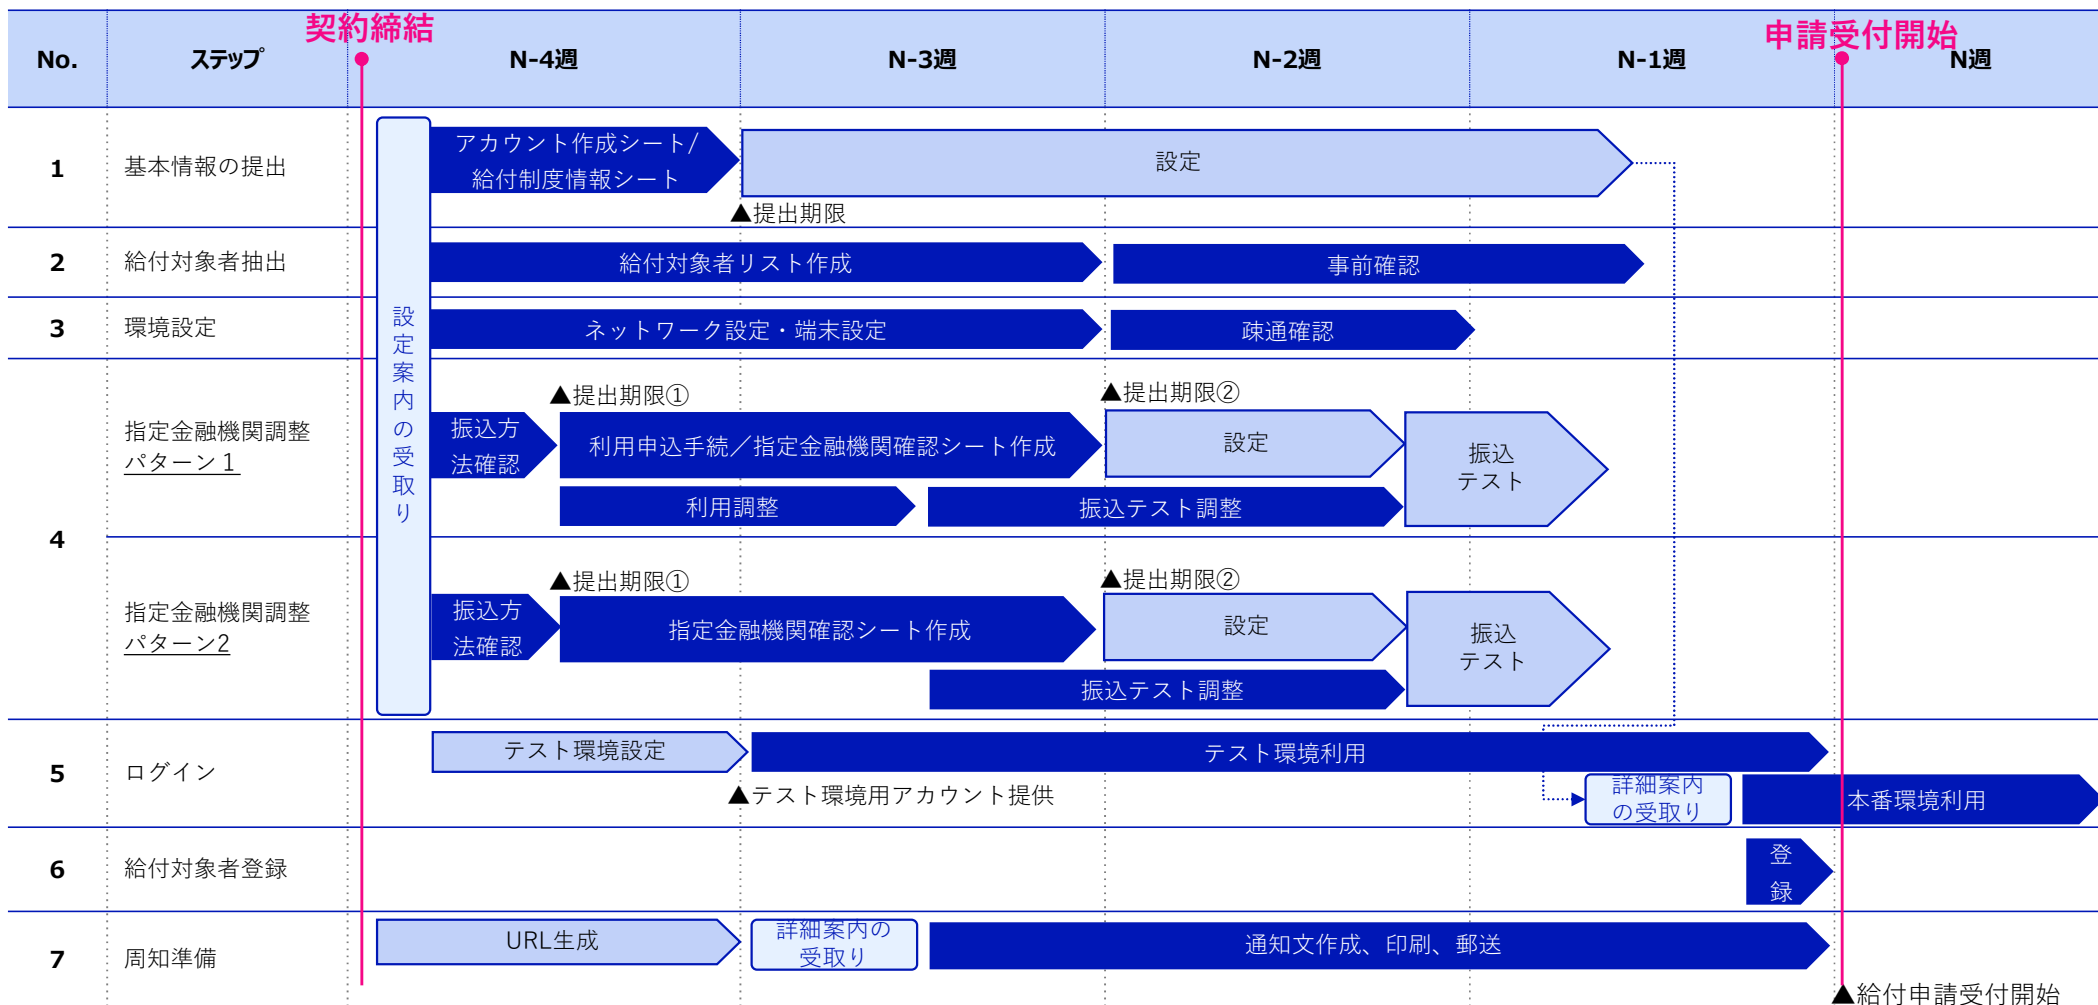 契約締結
申請受付開始
No.
ステップ
N-4週
N-3週
N-2週
N-1週
N週
設定案内の受取り
1
基本情報の提出
アカウント作成シート/
給付制度情報シート
設定
▲提出期限
2
給付対象者抽出
給付対象者リスト作成
事前確認
3
環境設定
ネットワーク設定・端末設定
疎通確認
4
指定金融機関調整
パターン１
▲提出期限①
▲提出期限②
振込方
法確認
利用申込手続／指定金融機関確認シート作成
設定
振込
テスト
利用調整
振込テスト調整
指定金融機関調整
パターン2
▲提出期限①
▲提出期限②
振込方
法確認
指定金融機関確認シート作成
設定
振込
テスト
振込テスト調整
5
ログイン
テスト環境設定
テスト環境利用
▲テスト環境用アカウント提供
詳細案内
の受取り
本番環境利用
6
給付対象者登録
登
録
7
周知準備
URL生成
詳細案内の
受取り
通知文作成、印刷、郵送
▲給付申請受付開始